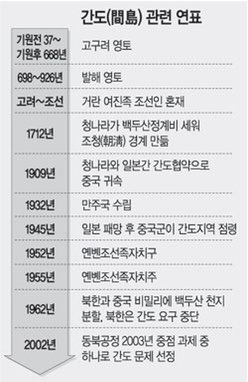 간도(間島) 관련 연표
기원전 37~
기원후 668년
고구려 영토
698~926년
발해 영토
고려~조선
거란 여진족 조선인 혼재
1712년
청나라가 백두산정계비 세워
조청(朝淸) 경계 만듦
1909년
청나라와 일본간 간도협약으로
중국 귀속
1932년
만주국 수립
1945년
일본 패망 후 중국군이 간도지역 점령
1952년
옌볜조선족자치구
1955년
옌볜조선족자치주
1962년
북한과 중국 비밀리에 백두산 천지
분할, 북한은 간도 요구 중단
2002년
동북공정 2003년 중점 과제 중
하나로 간도 문제 선정